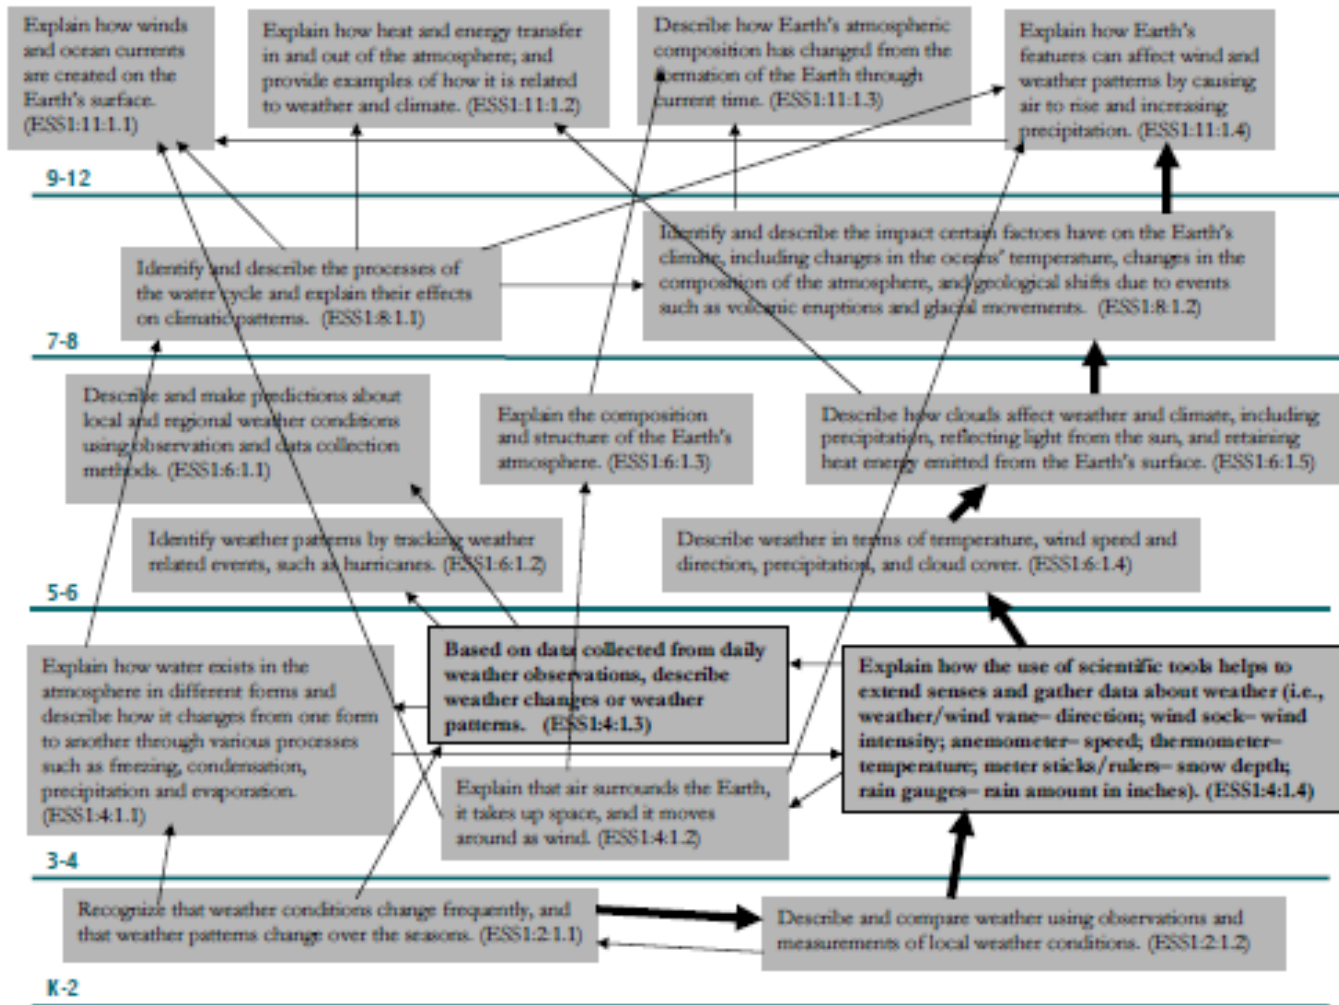 Explain how winds
and ocean currents
are created on the
Earth's surface.
(ESS1:11:1.1)
Explain how heat and energy transfer
in and out of the atmosphere; and
provide examples of how it is related
to weather and climate. (ESS1:11:1.2)
Describe how Earth's atmospheric
composition has changed from the
formation of the Earth through
current time. (ESS1:11:1.3)
Explain how Earth's
features can affect wind and
weather patterns by causing
air to rise and increasing
precipitation. (ESS1:11:1.4)
9-12
Identify and describe the processes of
the water cycle and explain their effects
on climatic patterns. (ESS1:8:1.1)
Identify and describe the impact certain factors have on the Earth's
climate, including changes in the oceans' temperature, changes in the
composition of the atmosphere, and geological shifts due to events
such as volcanic eruptions and glacial movements. (ESS1:8:1.2)
7-8
Describe and make predictions about
local and regional weather conditions
using observation and data collection
methods. (ESS1:6:1.1)
Explain the composition
and structure of the Earth's
atmosphere. (ESS1:6:1.3)
Describe how clouds affect weather and climate, including
precipitation, reflecting light from the sun, and retaining
heat energy emitted from the Earth's surface. (ESS1:6:1.5)
Identify weather patterns by tracking weather
related events, such as hurricanes. (ESS1:6:1.2)
Describe weather in terms of temperature, wind speed and
direction, precipitation, and cloud cover. (ESS1:6:1.4)
5-6
Explain how water exists in the
atmosphere in different forms and
describe how it changes from one form
to another through various processes
such as freezing, condensation,
precipitation and evaporation.
(ESS1:4:1.1)
Based on data collected from daily
weather observations, describe
weather changes or weather
patterns. (ESS1:4:1.3)
Explain that air surrounds the Earth,
it takes up space, and it moves
around as wind. (ESS1:4:1.2)
Explain how the use of scientific tools helps to
extend senses and gather data about weather (i.e.,
weather/wind vane– direction; wind sock– wind
intensity; anemometer– speed; thermometer–
temperature; meter sticks/rulers– snow depth;
rain gauges– rain amount in inches). (ESS1:4:1.4)
3-4
Recognize that weather conditions change frequently, and
that weather patterns change over the seasons. (ESS1:2:1.1)
Describe and compare weather using observations and
measurements of local weather conditions. (ESS1:2:1.2)
K-2